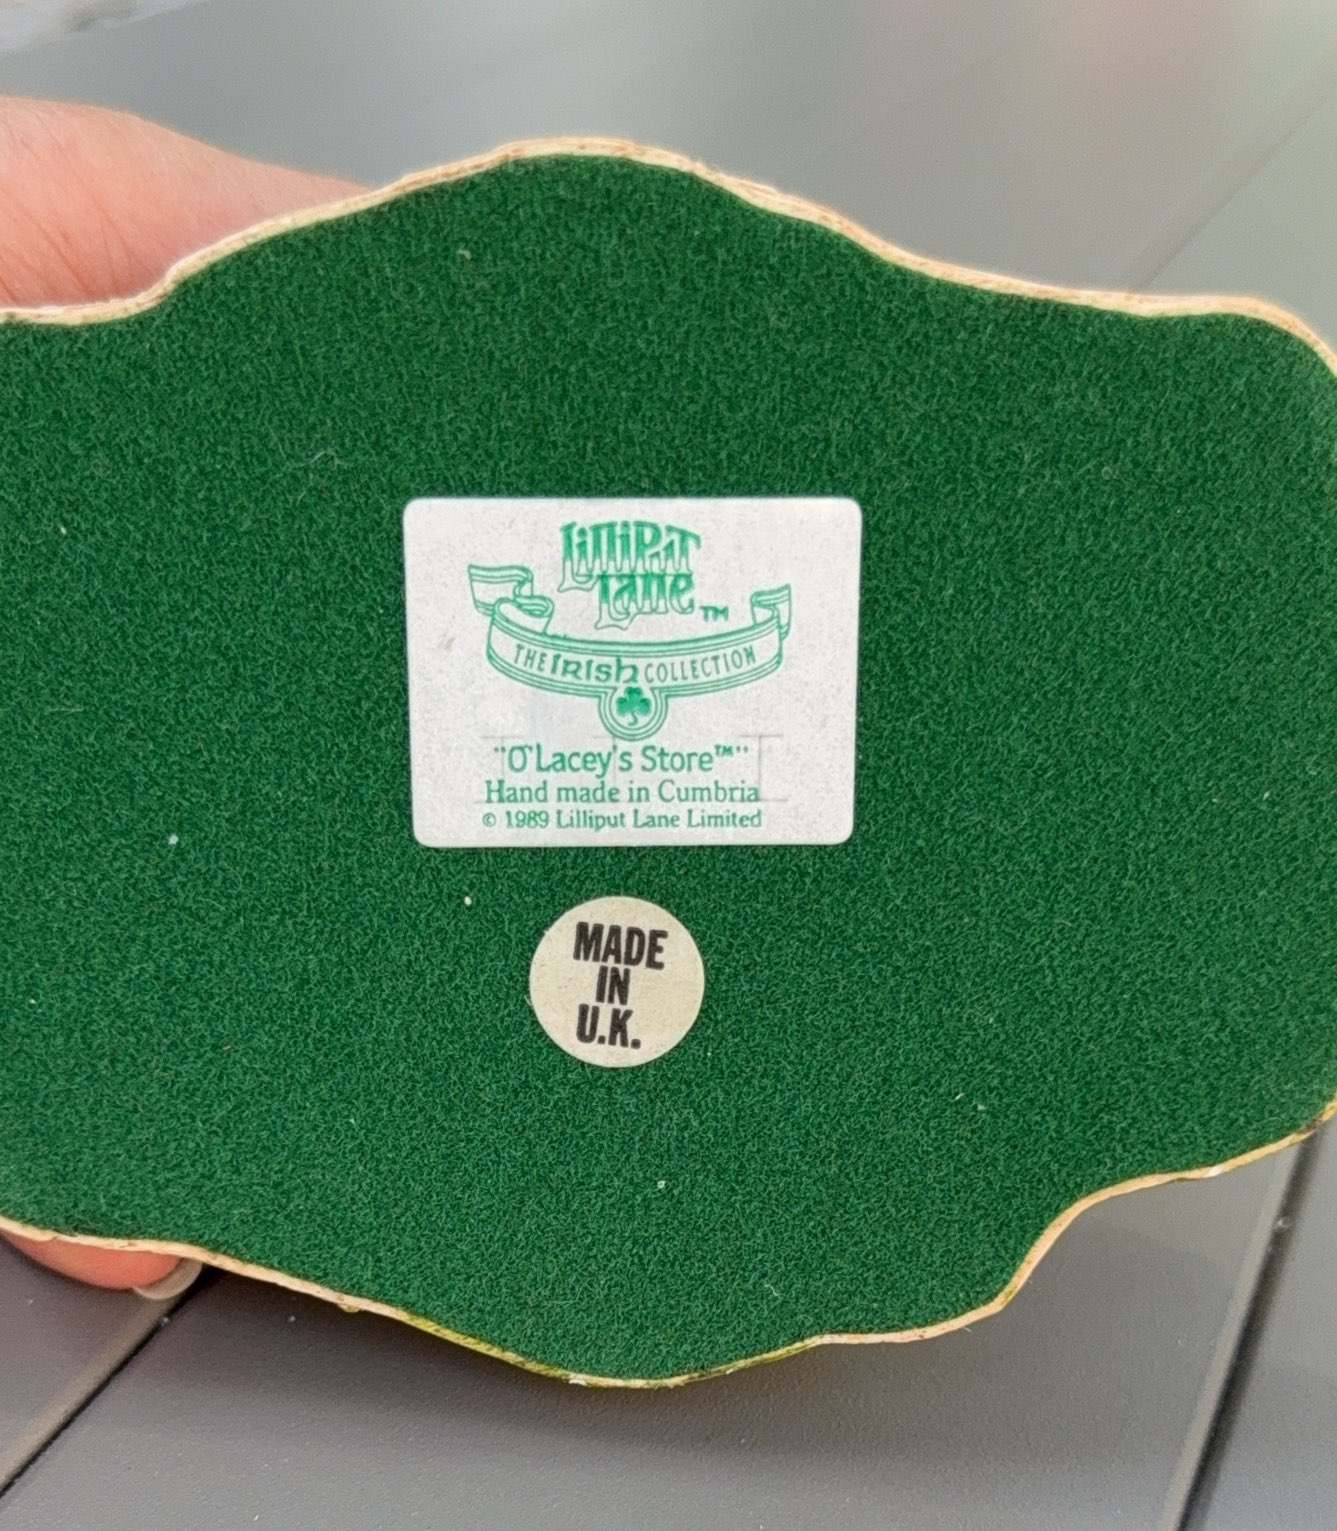 Lilliput
Lane™
THE IRISH COLLECTION
"O'Lacey's Store™"
Hand made in Cumbria
© 1989 Lilliput Lane Limited
MADE
IN
U.K.